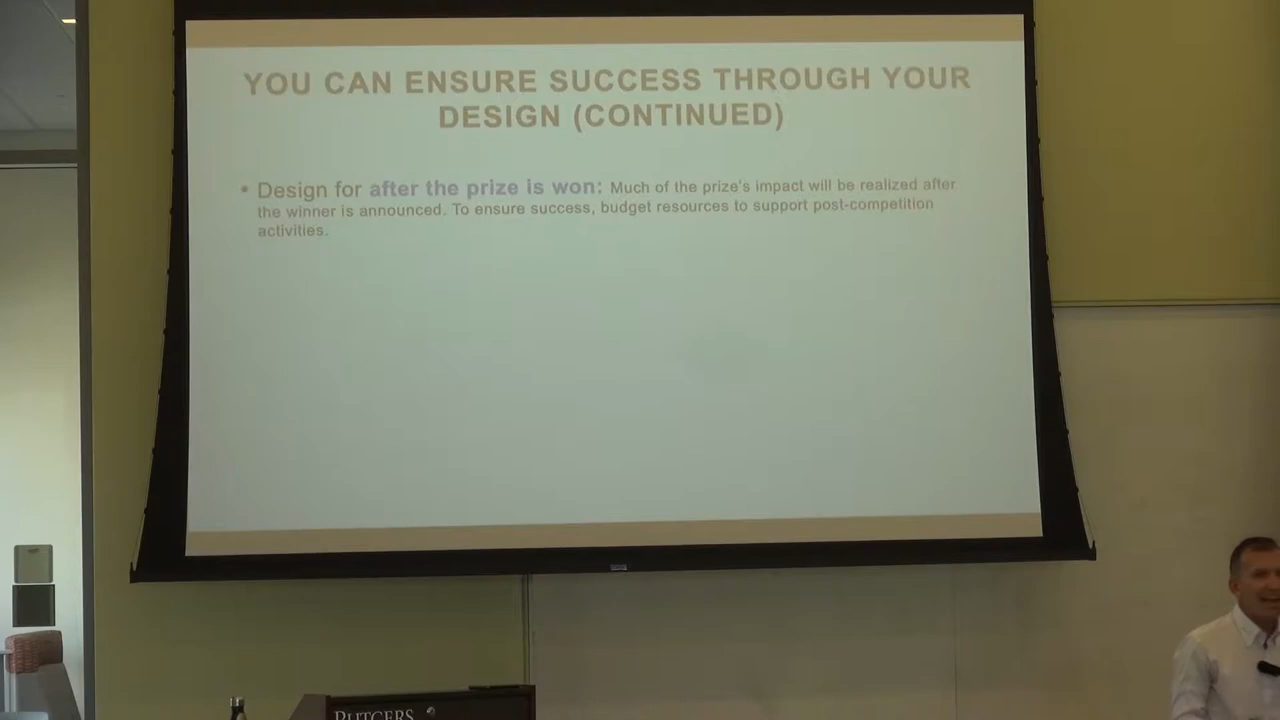 YOU CAN ENSURE SUCCESS THROUGH YOUR
DESIGN (CONTINUED)
• Design for after the prize is won: Much of the prize's impact will be realized after
the winner is announced. To ensure success, budget resources to support post-competition
activities.
RUTGERS